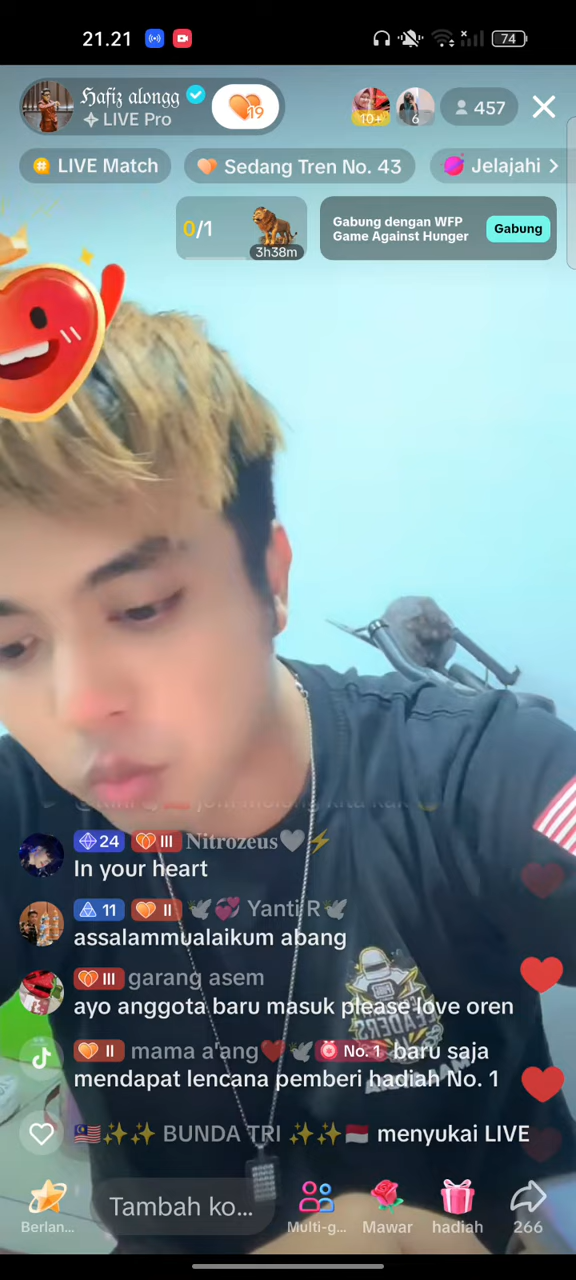 21.21
74
Hafiz alongg
LIVE Pro
19
10+
6
457
LIVE Match
Sedang Tren No. 43
Jelajahi
0/1
3h38m
Gabung dengan WFP
Game Against Hunger
Gabung
24 III Nitrozeus
In your heart
11 II Yanti R
assalammualaikum abang
III garang asem
ayo anggota baru masuk please love oren
II mama a'ang No. 1 baru saja
mendapat lencana pemberi hadiah No. 1
BUNDA TRI menyukai LIVE
LEADERS
Tambah ko...
Berlan...
Multi-g...
Mawar
hadiah
266